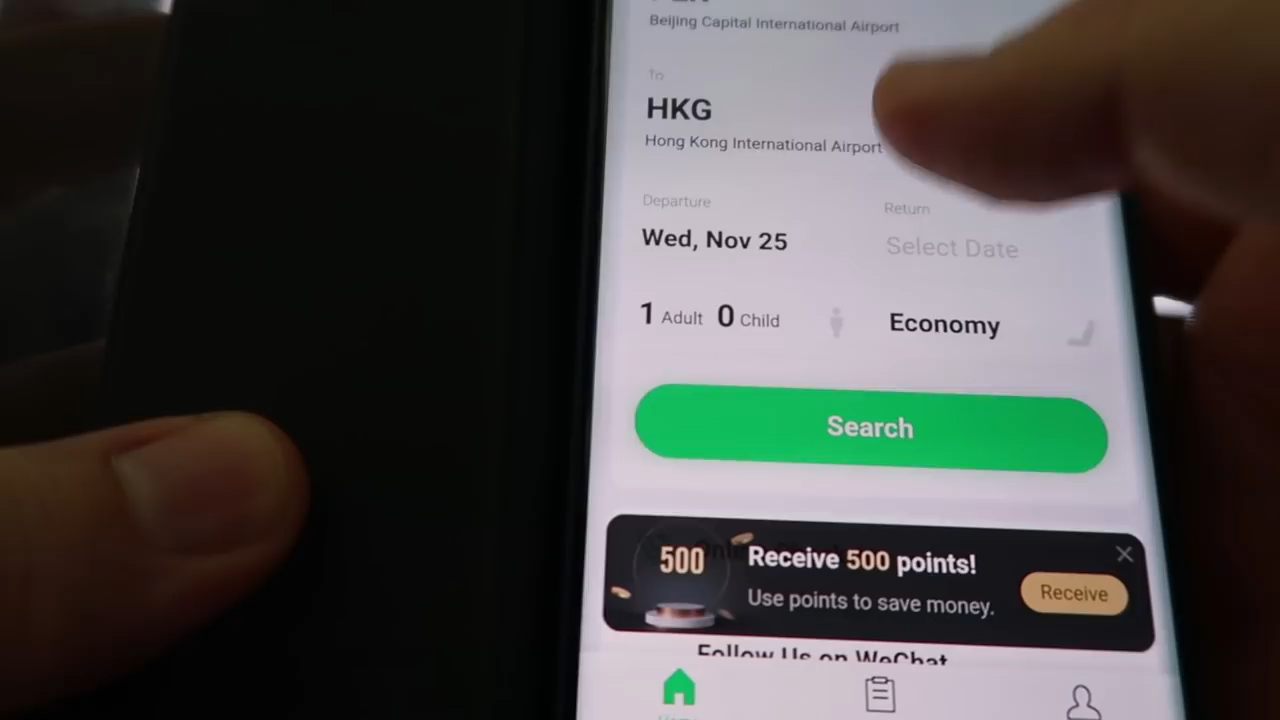 Beijing Capital International Airport
To
HKG
Hong Kong International Airport
Departure
Return
Wed, Nov 25
Select Date
1 Adult 0 Child
Economy
Search
500
Receive 500 points!
Use points to save money.
Receive
Follow Us on WeChat